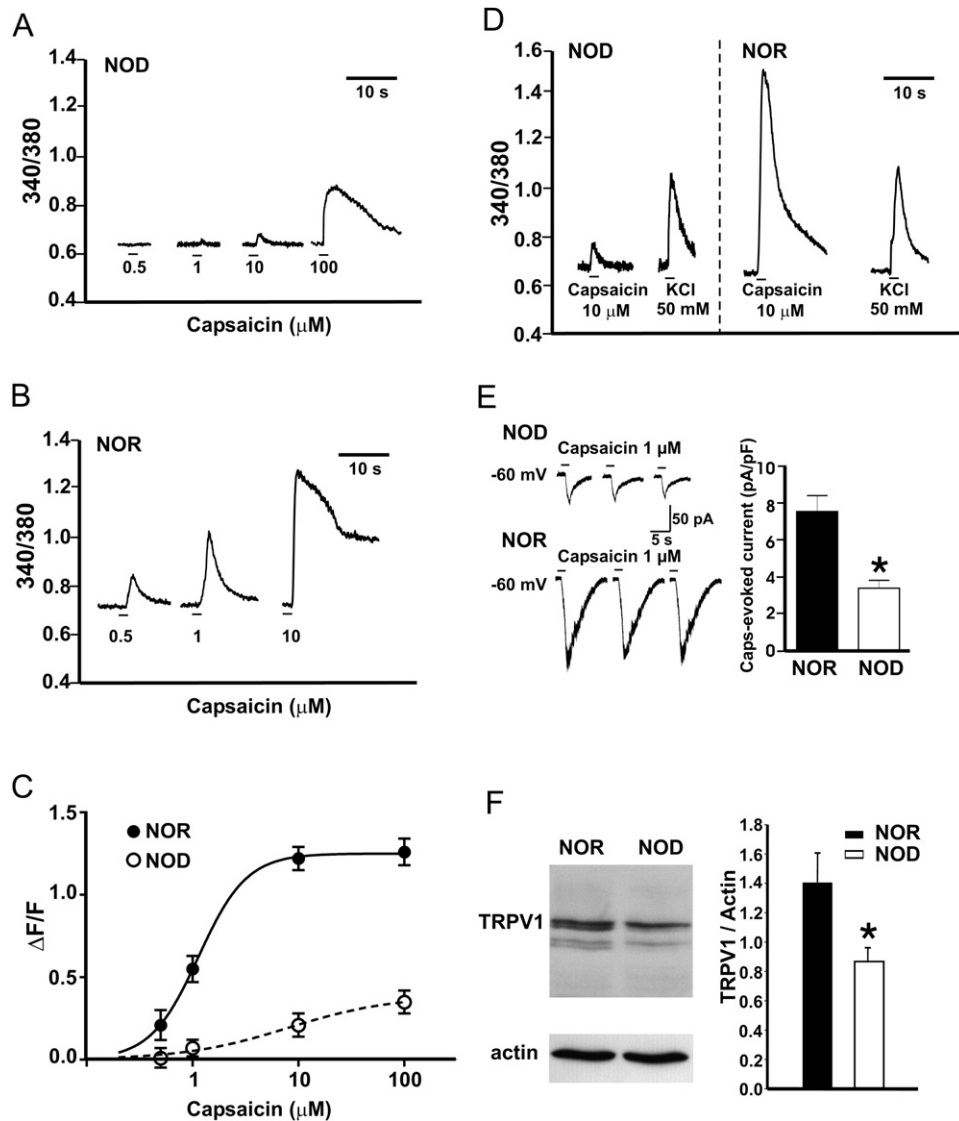 A
NOD
10 s
340/380
1.4
1.2
1.0
0.8
0.6
0.4
0.5 1 10 100
Capsaicin (μM)
B
NOR
10 s
340/380
1.4
1.2
1.0
0.8
0.6
0.4
0.5 1 10
Capsaicin (μM)
C
NOR
NOD
ΔF/F
1.5
1.0
0.5
0.0
1 10 100
Capsaicin (μM)
D
NOD NOR
10 s
340/380
1.6
1.4
1.2
1.0
0.8
0.6
0.4
Capsaicin KCl Capsaicin KCl
10 μM 50 mM 10 μM 50 mM
E
NOD
Capsaicin 1 μM
-60 mV
50 pA
5 s
NOR
Capsaicin 1 μM
-60 mV
Caps-evoked current (pA/pF)
8
6
4
2
0
*
NOR NOD
F
NOR NOD
TRPV1
actin
NOR
NOD
TRPV1 / Actin
1.8
1.6
1.4
1.2
1.0
0.8
0.6
0.4
0.2
0.0
*